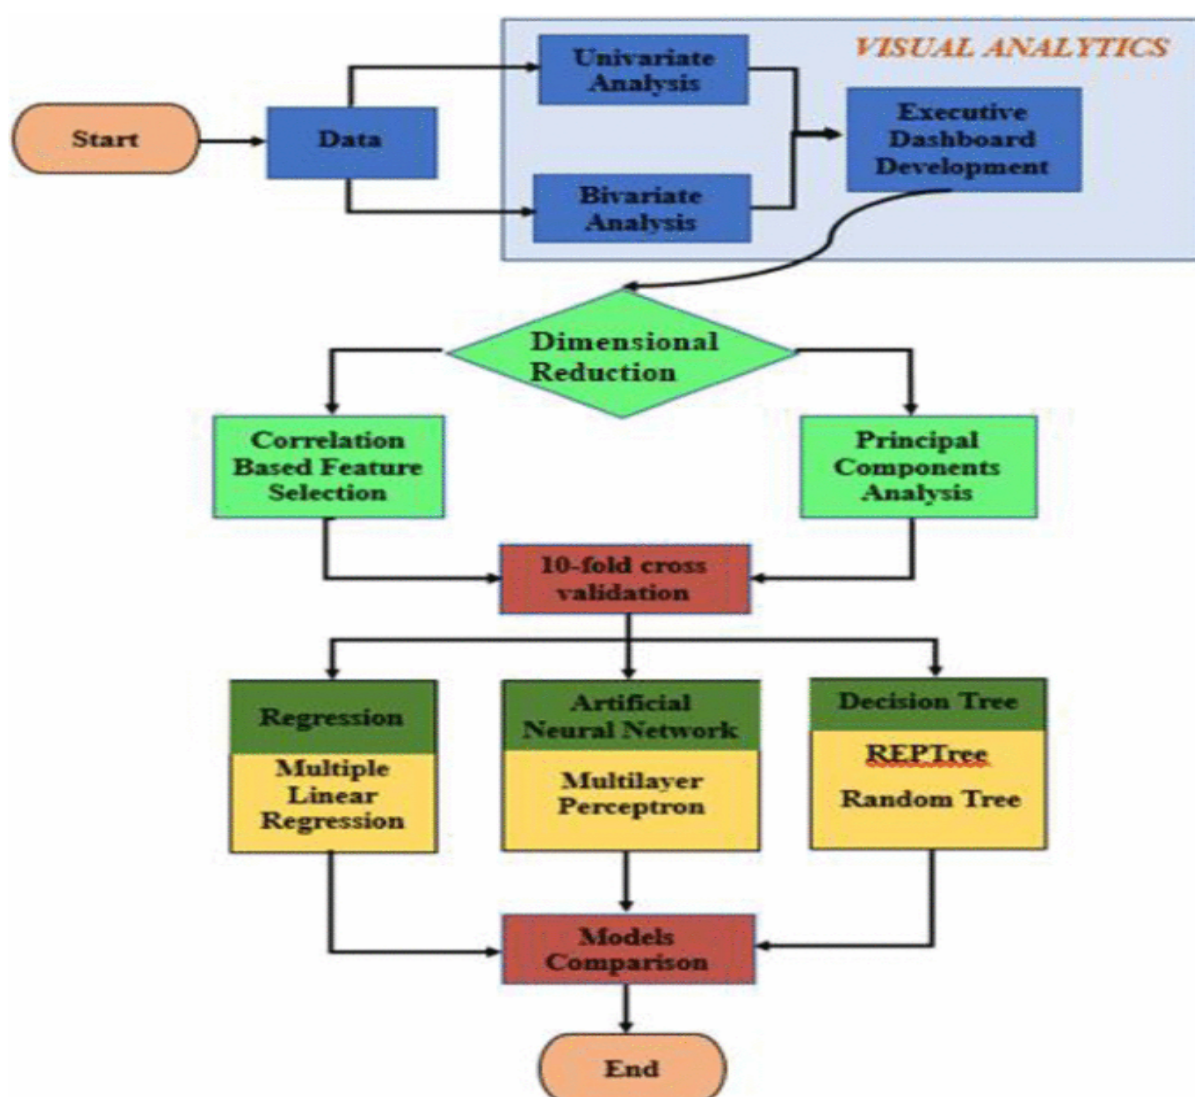 VISUAL ANALYTICS
Univariate
Analysis
Start
Data
Executive
Dashboard
Development
Bivariate
Analysis
Dimensional
Reduction
Correlation
Based Feature
Selection
Principal
Components
Analysis
10-fold cross
validation
Regression
Multiple
Linear
Regression
Artificial
Neural Network
Multilayer
Perceptron
Decision Tree
REPTree
Random Tree
Models
Comparison
End